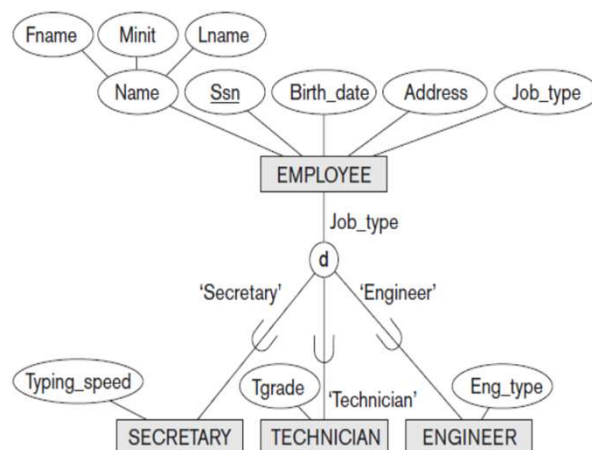 Fname Minit Lname
Name Ssn Birth_date Address Job_type
EMPLOYEE
Job_type
d
‘Secretary’ ‘Engineer’
Typing_speed Tgrade ‘Technician’ Eng_type
SECRETARY TECHNICIAN ENGINEER